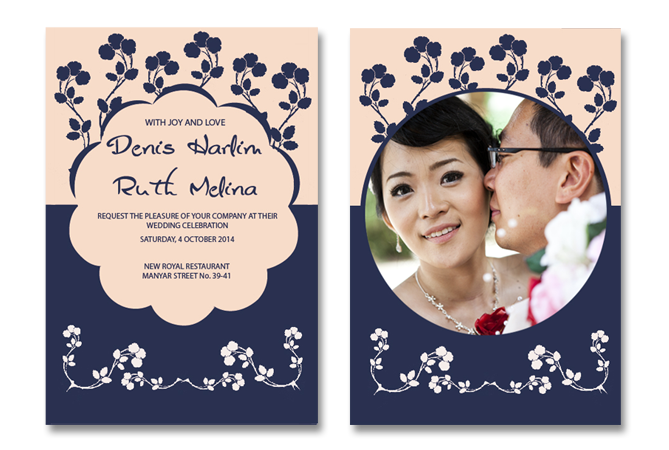 WITH JOY AND LOVE
Denis Harlim
Ruth Melina
REQUEST THE PLEASURE OF YOUR COMPANY AT THEIR
WEDDING CELEBRATION
SATURDAY, 4 OCTOBER 2014
NEW ROYAL RESTAURANT
MANYAR STREET No. 39-41